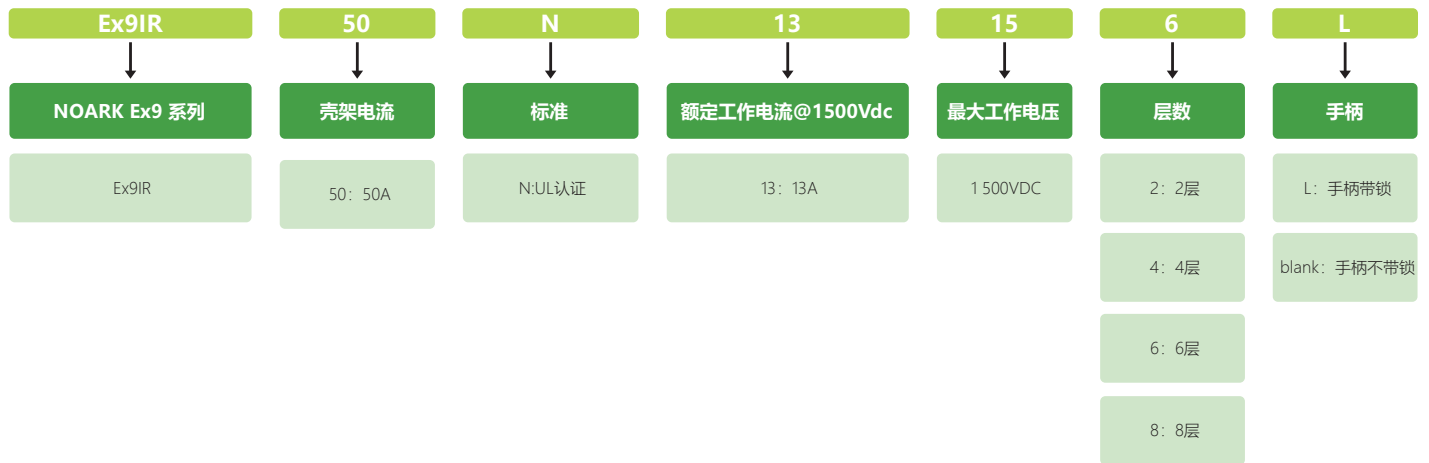 Ex9IR 50 N 13 15 6 L
NOARK Ex9 系列 壳架电流 标准 额定工作电流@1500Vdc 最大工作电压 层数 手柄
Ex9IR 50：50A N:UL认证 13：13A 1 500VDC 2：2层 L：手柄带锁
4：4层 blank：手柄不带锁
6：6层
8：8层